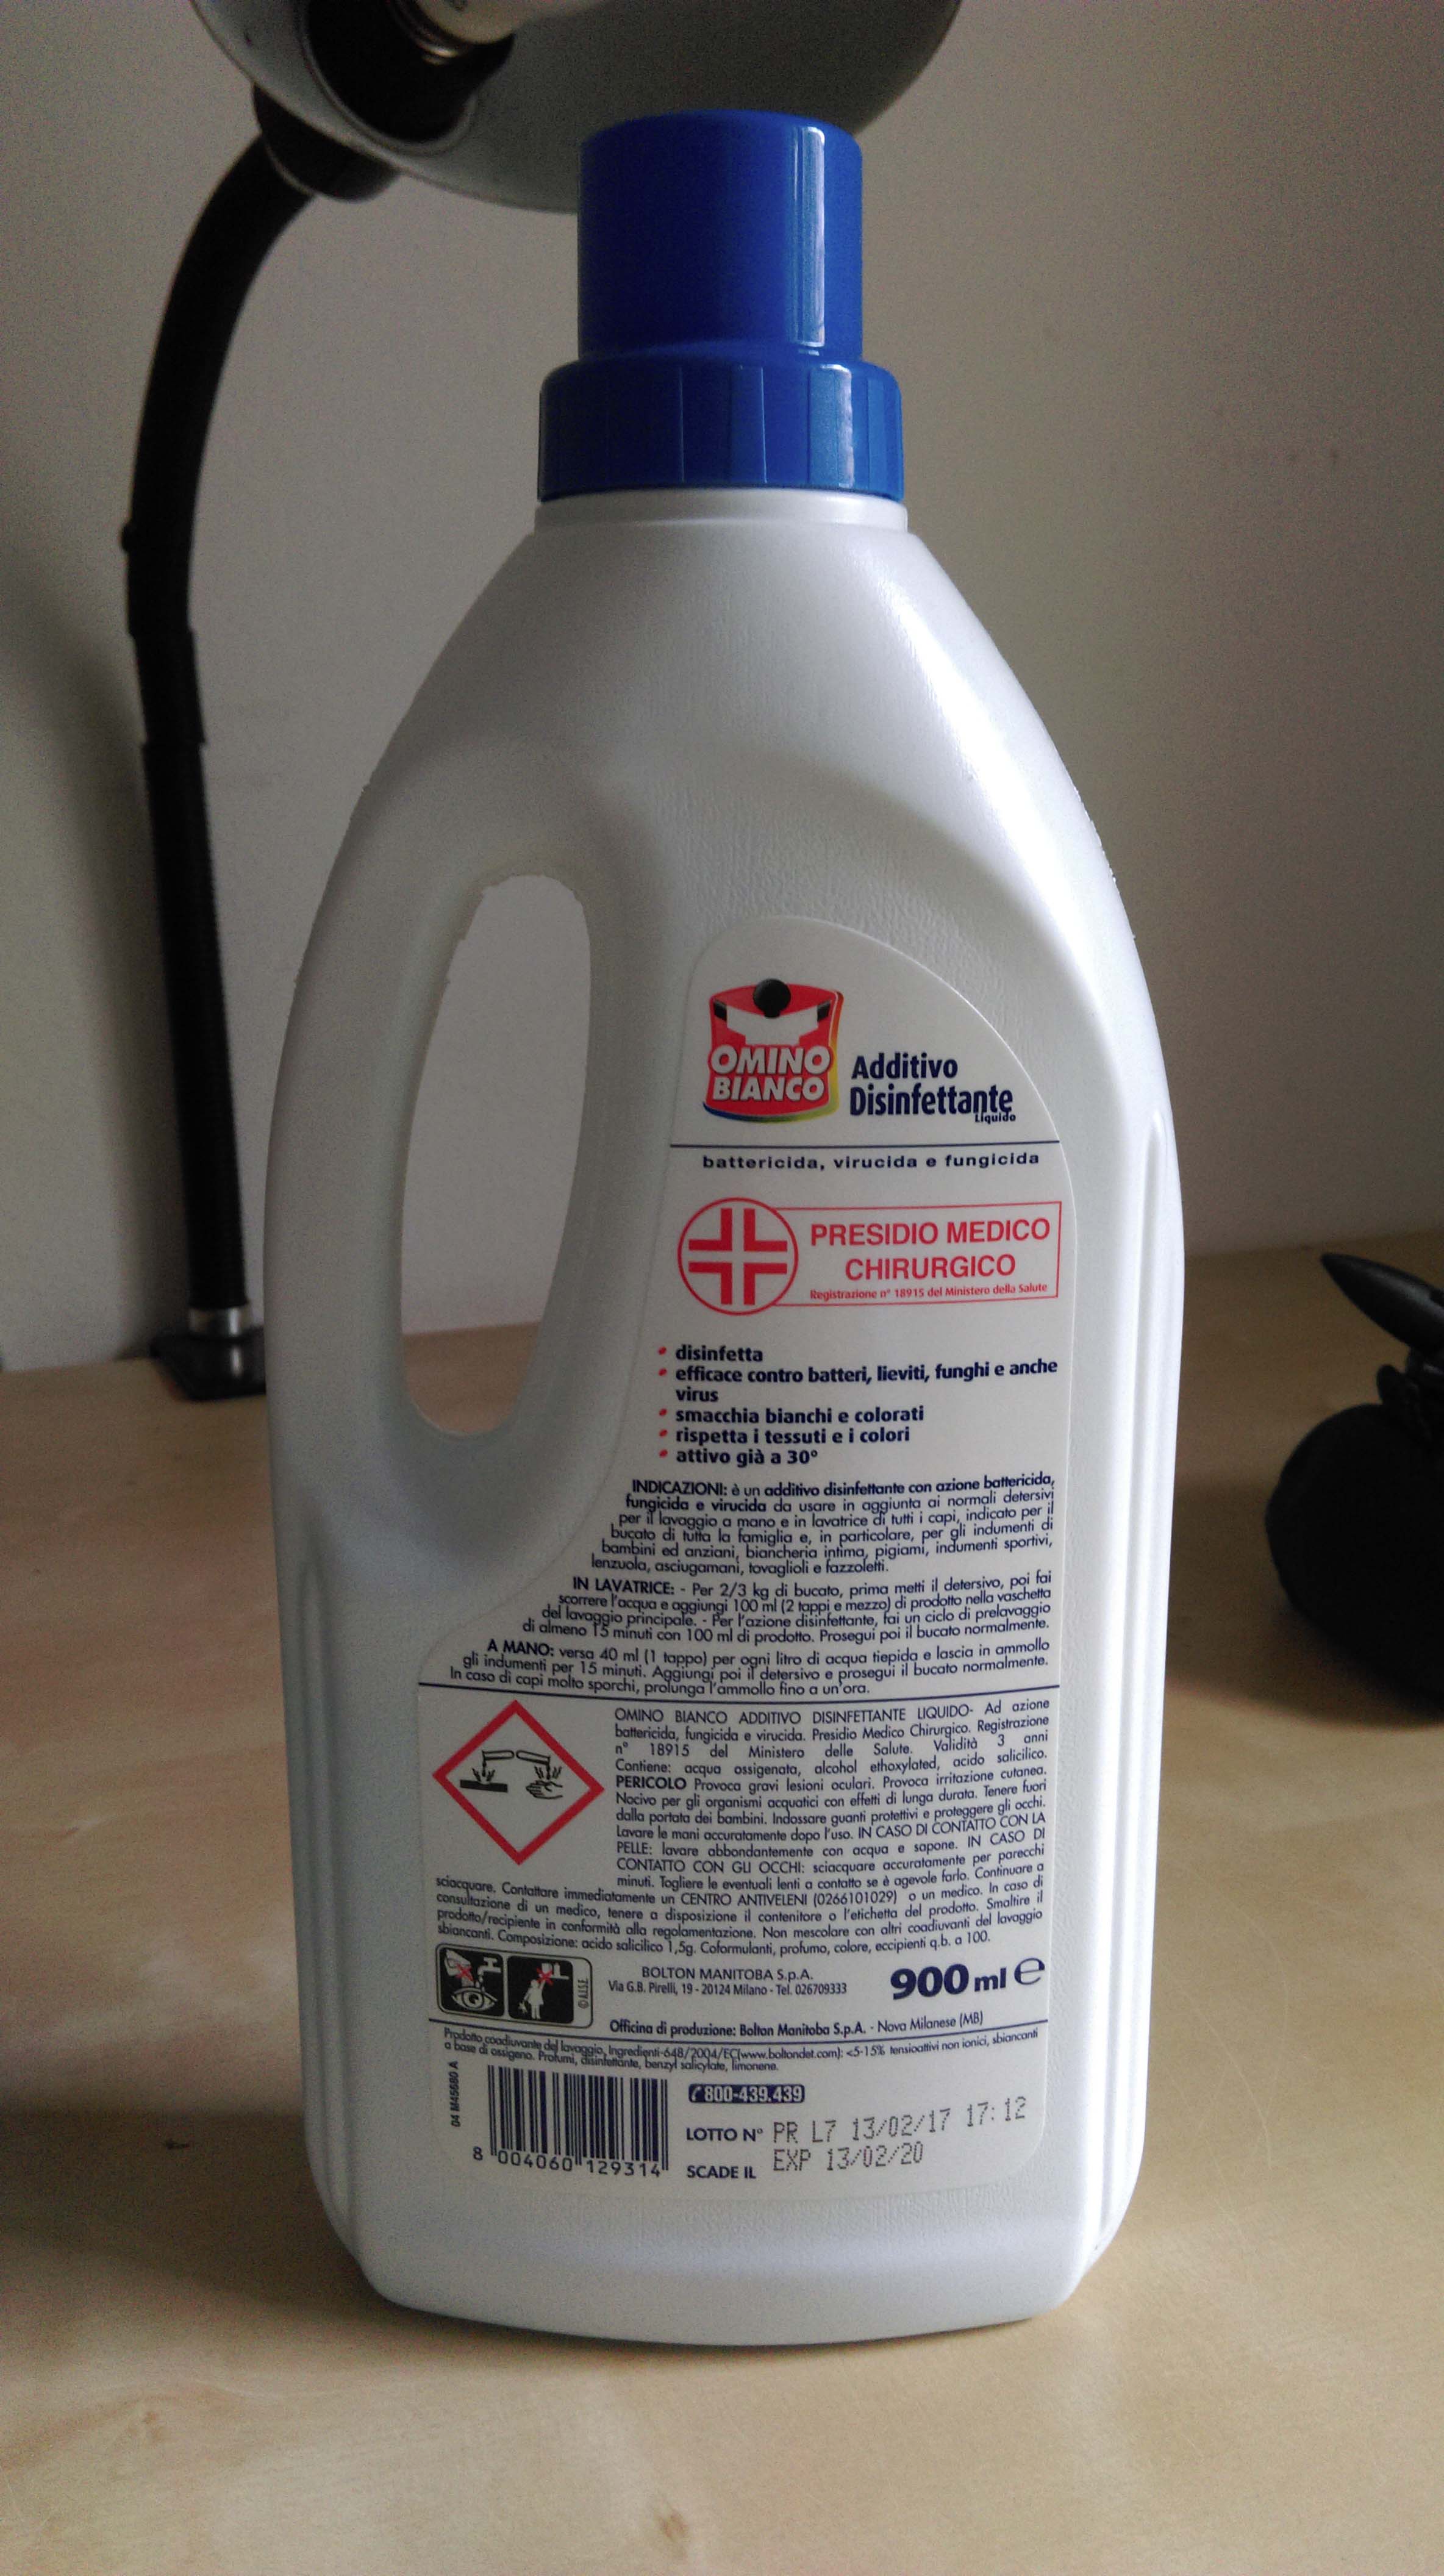 OMINO
BIANCO
Additivo
Disinfettante
Liquido
battericida, virucida e fungicida
PRESIDIO MEDICO
CHIRURGICO
Registrazione n° 18915 del Ministero della Salute
• disinfetta
• efficace contro batteri, lieviti, funghi e anche
virus
• smacchia bianchi e colorati
• rispetta i tessuti e i colori
• attivo già a 30°
INDICAZIONI: è un additivo disinfettante con azione battericida,
fungicida e virucida da usare in aggiunta ai normali detersivi
per il lavaggio a mano e in lavatrice di tutti i capi, indicato per il
bucato di tutta la famiglia e, in particolare, per gli indumenti di
bambini ed anziani, biancheria intima, pigiami, indumenti sportivi,
lenzuola, asciugamani, tovaglioli e fazzoletti.
IN LAVATRICE: - Per 2/3 kg di bucato, prima metti il detersivo, poi fai
scorrere l'acqua e aggiungi 100 ml (2 tappi e mezzo) di prodotto nella vaschetta
del lavaggio principale. - Per l'azione disinfettante, fai un ciclo di prelavaggio
di almeno 15 minuti con 100 ml di prodotto. Prosegui poi il bucato normalmente.
A MANO: versa 40 ml (1 tappo) per ogni litro di acqua tiepida e lascia in ammollo
gli indumenti per 15 minuti. Aggiungi poi il detersivo e prosegui il bucato normalmente.
In caso di capi molto sporchi, prolunga l'ammollo fino a un'ora.
OMINO BIANCO ADDITIVO DISINFETTANTE LIQUIDO- Ad azione
battericida, fungicida e virucida. Presidio Medico Chirurgico. Registrazione
n° 18915 del Ministero delle Salute. Validità 3 anni
Contiene: acqua ossigenata, alcohol ethoxylated, acido salicilico.
PERICOLO Provoca gravi lesioni oculari. Provoca irritazione cutanea.
Nocivo per gli organismi acquatici con effetti di lunga durata. Tenere fuori
dalla portata dei bambini. Indossare guanti protettivi e proteggere gli occhi.
Lavare le mani accuratamente dopo l'uso. IN CASO DI CONTATTO CON LA
PELLE: lavare abbondantemente con acqua e sapone. IN CASO DI
CONTATTO CON GLI OCCHI: sciacquare accuratamente per parecchi
minuti. Togliere le eventuali lenti a contatto se è agevole farlo. Continuare a
sciacquare. Contattare immediatamente un CENTRO ANTIVELENI (0266101029) o un medico. In caso di
consultazione di un medico, tenere a disposizione il contenitore o l'etichetta del prodotto. Smaltire il
prodotto/recipiente in conformità alla regolamentazione. Non mescolare con altri coadiuvanti del lavaggio
sbiancanti. Composizione: acido salicilico 1,5g. Coformulanti, profumo, colore, eccipienti q.b. a 100.
©A.I.S.E.
BOLTON MANITOBA S.p.A.
Via G.B. Pirelli, 19 - 20124 Milano - Tel. 026709333
900 ml e
Officina di produzione: Bolton Manitoba S.p.A. - Nova Milanese (MB)
Prodotto coadiuvante del lavaggio, Ingredienti-648/2004/EC(www.boltondet.com): <5-15% tensioattivi non ionici, sbiancanti
a base di ossigeno. Profumi, disinfettante, benzyl salicylate, limonene.
04 M45680 A
8 004060 129314
800-439.439
LOTTO N° PR L7 13/02/17 17:12
SCADE IL EXP 13/02/20